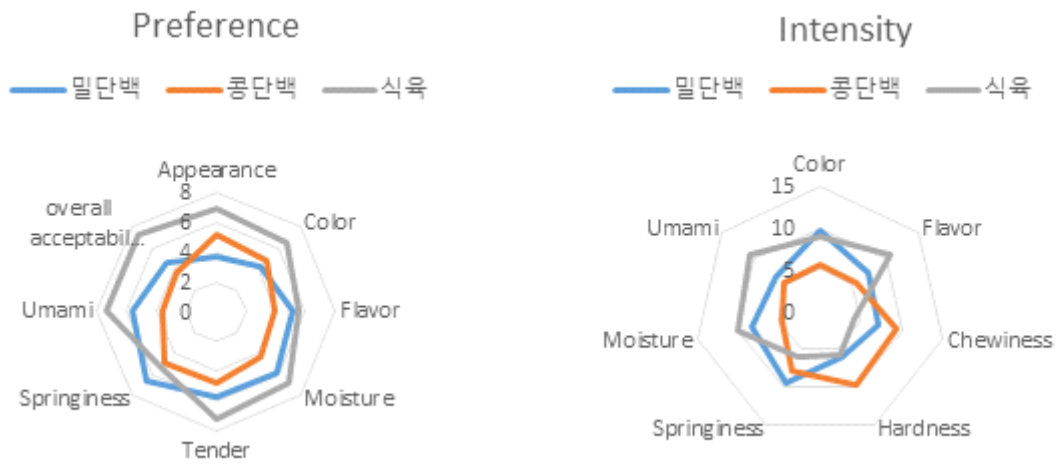 Preference
밀단백 콩단백 식육
Appearance
8
Color
6
overall
acceptabil...
4
2
Umami
0
Flavor
Springiness
Moisture
Tender
Intensity
밀단백 콩단백 식육
Color
15
Umami
10
Flavor
5
0
Moisture
Chewiness
Springiness
Hardness